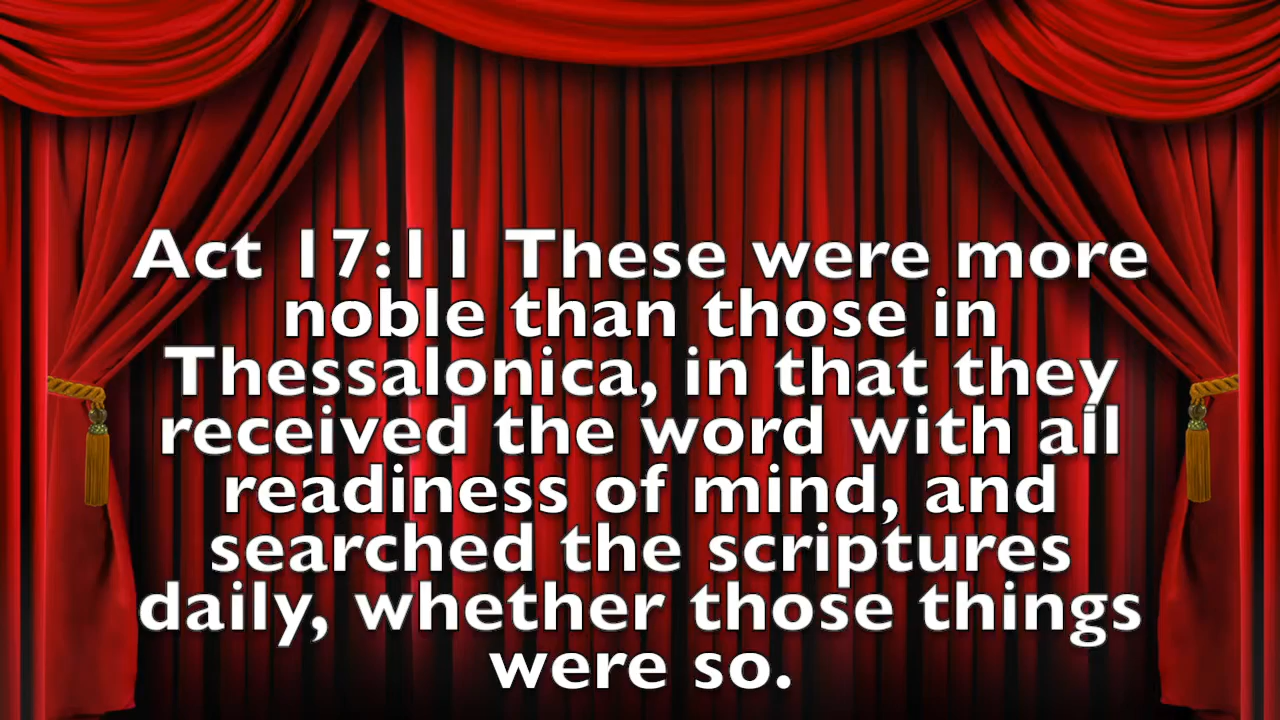 Act 17:11 These were more
noble than those in
Thessalonica, in that they
received the word with all
readiness of mind, and
searched the scriptures
daily, whether those things
were so.